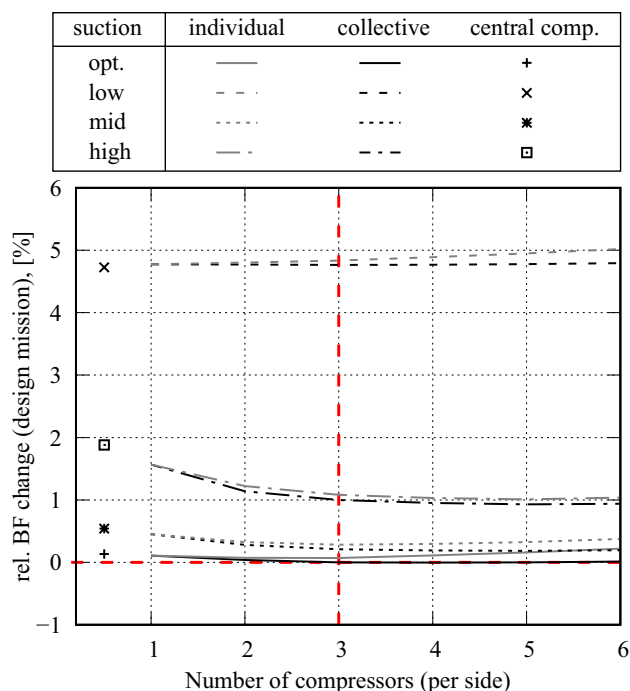 suction individual collective central comp.
opt.
low
mid
high
6
5
4
3
2
1
0
−1
rel. BF change (design mission), [%]
1 2 3 4 5 6
Number of compressors (per side)